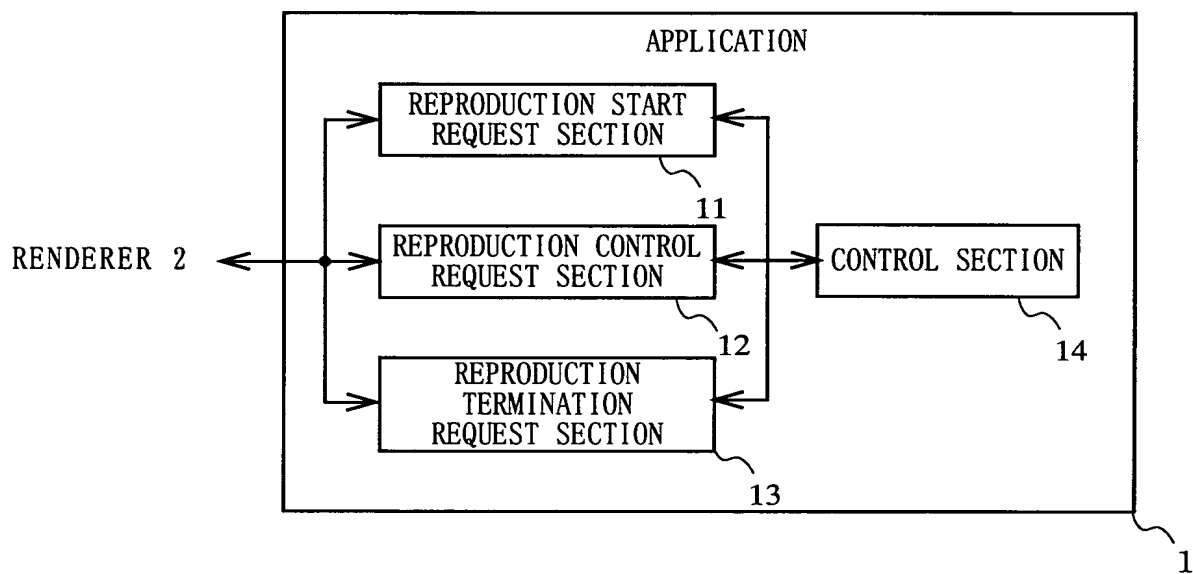 APPLICATION
REPRODUCTION START
REQUEST SECTION
11
RENDERER 2
REPRODUCTION CONTROL
REQUEST SECTION
12
CONTROL SECTION
14
REPRODUCTION
TERMINATION
REQUEST SECTION
13
1